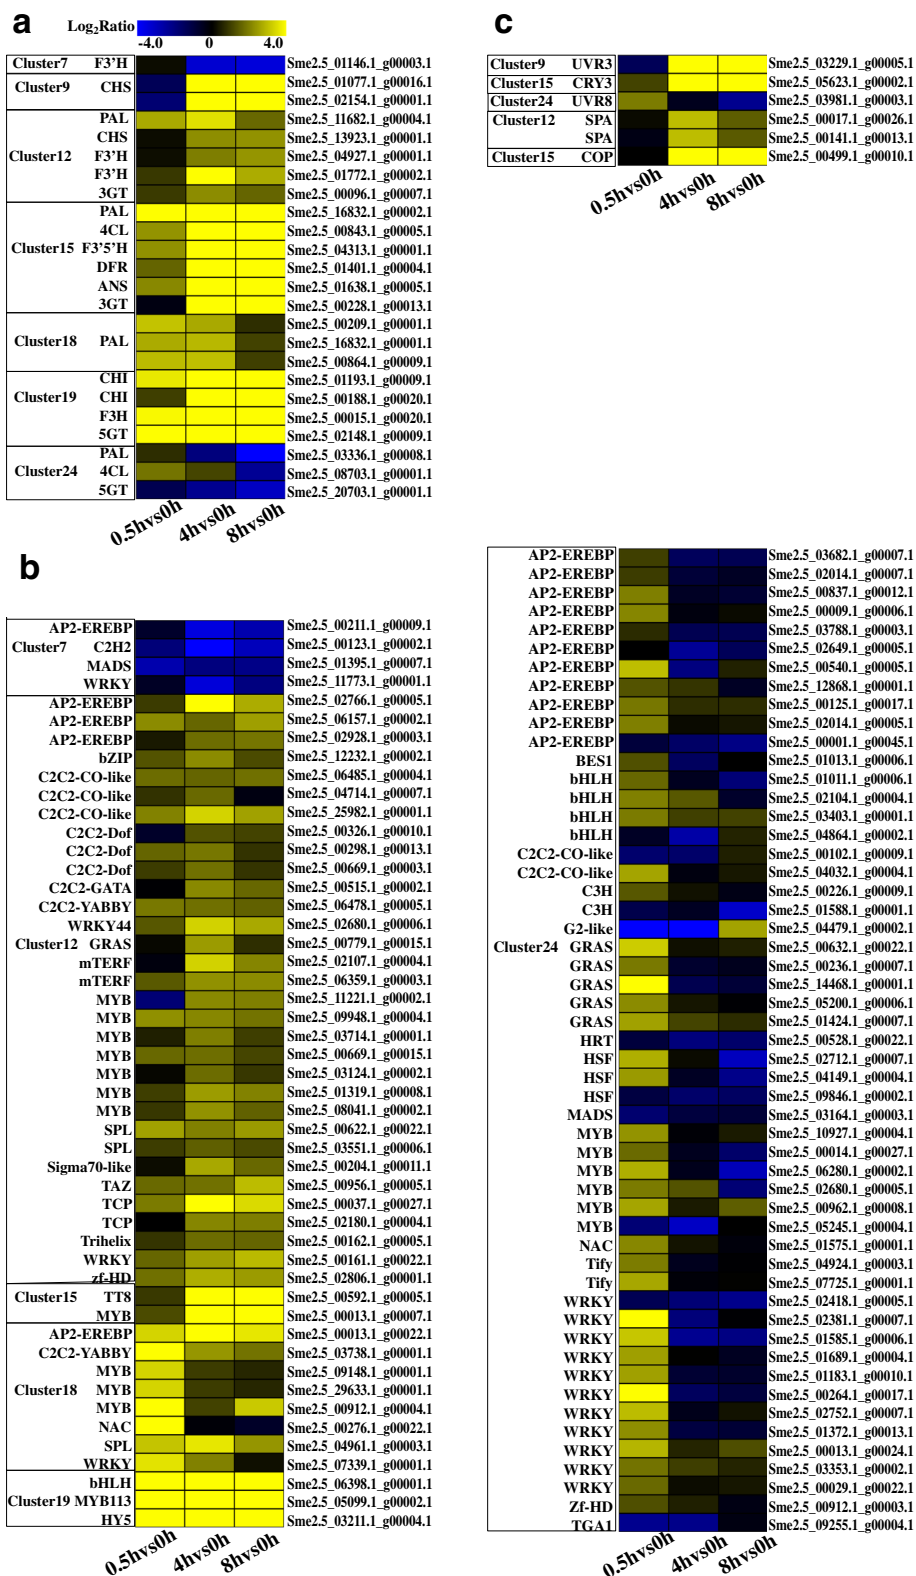 a
Log2Ratio
-4.0 0 4.0
Cluster7 F3'H Sme2.5_01146.1_g00003.1
Cluster9 CHS Sme2.5_01077.1_g00016.1
Sme2.5_02154.1_g00001.1
PAL Sme2.5_11682.1_g00004.1
CHS Sme2.5_13923.1_g00001.1
Cluster12 F3'H Sme2.5_04927.1_g00001.1
F3'H Sme2.5_01772.1_g00002.1
3GT Sme2.5_00096.1_g00007.1
PAL Sme2.5_16832.1_g00002.1
4CL Sme2.5_00843.1_g00005.1
Cluster15 F3'5'H Sme2.5_04313.1_g00001.1
DFR Sme2.5_01401.1_g00004.1
ANS Sme2.5_01638.1_g00005.1
3GT Sme2.5_00228.1_g00013.1
Sme2.5_00209.1_g00001.1
Cluster18 PAL Sme2.5_16832.1_g00001.1
Sme2.5_00864.1_g00009.1
CHI Sme2.5_01193.1_g00009.1
Cluster19 CHI Sme2.5_00188.1_g00020.1
F3H Sme2.5_00015.1_g00020.1
5GT Sme2.5_02148.1_g00009.1
PAL Sme2.5_03336.1_g00008.1
Cluster24 4CL Sme2.5_08703.1_g00001.1
5GT Sme2.5_20703.1_g00001.1
0.5hvs0h 4hvs0h 8hvs0h
c
Cluster9 UVR3 Sme2.5_03229.1_g00005.1
Cluster15 CRY3 Sme2.5_05623.1_g00002.1
Cluster24 UVR8 Sme2.5_03981.1_g00003.1
Cluster12 SPA Sme2.5_00017.1_g00026.1
SPA Sme2.5_00141.1_g00013.1
Cluster15 COP Sme2.5_00499.1_g00010.1
0.5hvs0h 4hvs0h 8hvs0h
b
AP2-EREBP Sme2.5_00211.1_g00009.1
Cluster7 C2H2 Sme2.5_00123.1_g00002.1
MADS Sme2.5_01395.1_g00007.1
WRKY Sme2.5_11773.1_g00001.1
AP2-EREBP Sme2.5_02766.1_g00005.1
AP2-EREBP Sme2.5_06157.1_g00002.1
AP2-EREBP Sme2.5_02928.1_g00003.1
bZIP Sme2.5_12232.1_g00002.1
C2C2-CO-like Sme2.5_06485.1_g00004.1
C2C2-CO-like Sme2.5_04714.1_g00007.1
C2C2-CO-like Sme2.5_25982.1_g00001.1
C2C2-Dof Sme2.5_00326.1_g00010.1
C2C2-Dof Sme2.5_00298.1_g00013.1
C2C2-Dof Sme2.5_00669.1_g00003.1
C2C2-GATA Sme2.5_00515.1_g00002.1
C2C2-YABBY Sme2.5_06478.1_g00005.1
WRKY44 Sme2.5_02680.1_g00006.1
Cluster12 GRAS Sme2.5_00779.1_g00015.1
mTERF Sme2.5_02107.1_g00004.1
mTERF Sme2.5_06359.1_g00003.1
MYB Sme2.5_11221.1_g00002.1
MYB Sme2.5_09948.1_g00004.1
MYB Sme2.5_03714.1_g00001.1
MYB Sme2.5_00669.1_g00015.1
MYB Sme2.5_03124.1_g00002.1
MYB Sme2.5_01319.1_g00008.1
MYB Sme2.5_08041.1_g00002.1
SPL Sme2.5_00622.1_g00022.1
SPL Sme2.5_03551.1_g00006.1
Sigma70-like Sme2.5_00204.1_g00011.1
TAZ Sme2.5_00956.1_g00005.1
TCP Sme2.5_00037.1_g00027.1
TCP Sme2.5_02180.1_g00004.1
Trihelix Sme2.5_00162.1_g00005.1
WRKY Sme2.5_00161.1_g00022.1
zf-HD Sme2.5_02806.1_g00001.1
Cluster15 TT8 Sme2.5_00592.1_g00005.1
MYB Sme2.5_00013.1_g00007.1
AP2-EREBP Sme2.5_00013.1_g00022.1
C2C2-YABBY Sme2.5_03738.1_g00001.1
MYB Sme2.5_09148.1_g00001.1
Cluster18 MYB Sme2.5_29633.1_g00001.1
MYB Sme2.5_00912.1_g00004.1
NAC Sme2.5_00276.1_g00022.1
SPL Sme2.5_04961.1_g00003.1
WRKY Sme2.5_07339.1_g00001.1
bHLH Sme2.5_06398.1_g00001.1
Cluster19 MYB113 Sme2.5_05099.1_g00002.1
HY5 Sme2.5_03211.1_g00004.1
0.5hvs0h 4hvs0h 8hvs0h
AP2-EREBP Sme2.5_03682.1_g00007.1
AP2-EREBP Sme2.5_02014.1_g00007.1
AP2-EREBP Sme2.5_00837.1_g00012.1
AP2-EREBP Sme2.5_00009.1_g00006.1
AP2-EREBP Sme2.5_03788.1_g00003.1
AP2-EREBP Sme2.5_02649.1_g00005.1
AP2-EREBP Sme2.5_00540.1_g00005.1
AP2-EREBP Sme2.5_12868.1_g00001.1
AP2-EREBP Sme2.5_00125.1_g00017.1
AP2-EREBP Sme2.5_02014.1_g00005.1
AP2-EREBP Sme2.5_00001.1_g00045.1
BES1 Sme2.5_01013.1_g00006.1
bHLH Sme2.5_01011.1_g00006.1
bHLH Sme2.5_02104.1_g00004.1
bHLH Sme2.5_03403.1_g00001.1
bHLH Sme2.5_04864.1_g00002.1
C2C2-CO-like Sme2.5_00102.1_g00009.1
C2C2-CO-like Sme2.5_04032.1_g00004.1
C3H Sme2.5_00226.1_g00009.1
C3H Sme2.5_01588.1_g00001.1
G2-like Sme2.5_04479.1_g00002.1
Cluster24 GRAS Sme2.5_00632.1_g00022.1
GRAS Sme2.5_00236.1_g00007.1
GRAS Sme2.5_14468.1_g00001.1
GRAS Sme2.5_05200.1_g00006.1
GRAS Sme2.5_01424.1_g00007.1
HRT Sme2.5_00528.1_g00022.1
HSF Sme2.5_02712.1_g00007.1
HSF Sme2.5_04149.1_g00004.1
HSF Sme2.5_09846.1_g00002.1
MADS Sme2.5_03164.1_g00003.1
MYB Sme2.5_10927.1_g00004.1
MYB Sme2.5_00014.1_g00027.1
MYB Sme2.5_06280.1_g00002.1
MYB Sme2.5_02680.1_g00005.1
MYB Sme2.5_00962.1_g00008.1
MYB Sme2.5_05245.1_g00004.1
NAC Sme2.5_01575.1_g00001.1
Tify Sme2.5_04924.1_g00003.1
Tify Sme2.5_07725.1_g00001.1
WRKY Sme2.5_02418.1_g00005.1
WRKY Sme2.5_02381.1_g00007.1
WRKY Sme2.5_01585.1_g00006.1
WRKY Sme2.5_01689.1_g00004.1
WRKY Sme2.5_01183.1_g00010.1
WRKY Sme2.5_00264.1_g00017.1
WRKY Sme2.5_02752.1_g00007.1
WRKY Sme2.5_01372.1_g00013.1
WRKY Sme2.5_00013.1_g00024.1
WRKY Sme2.5_03353.1_g00002.1
WRKY Sme2.5_00029.1_g00022.1
Zf-HD Sme2.5_00912.1_g00003.1
TGA1 Sme2.5_09255.1_g00004.1
0.5hvs0h 4hvs0h 8hvs0h